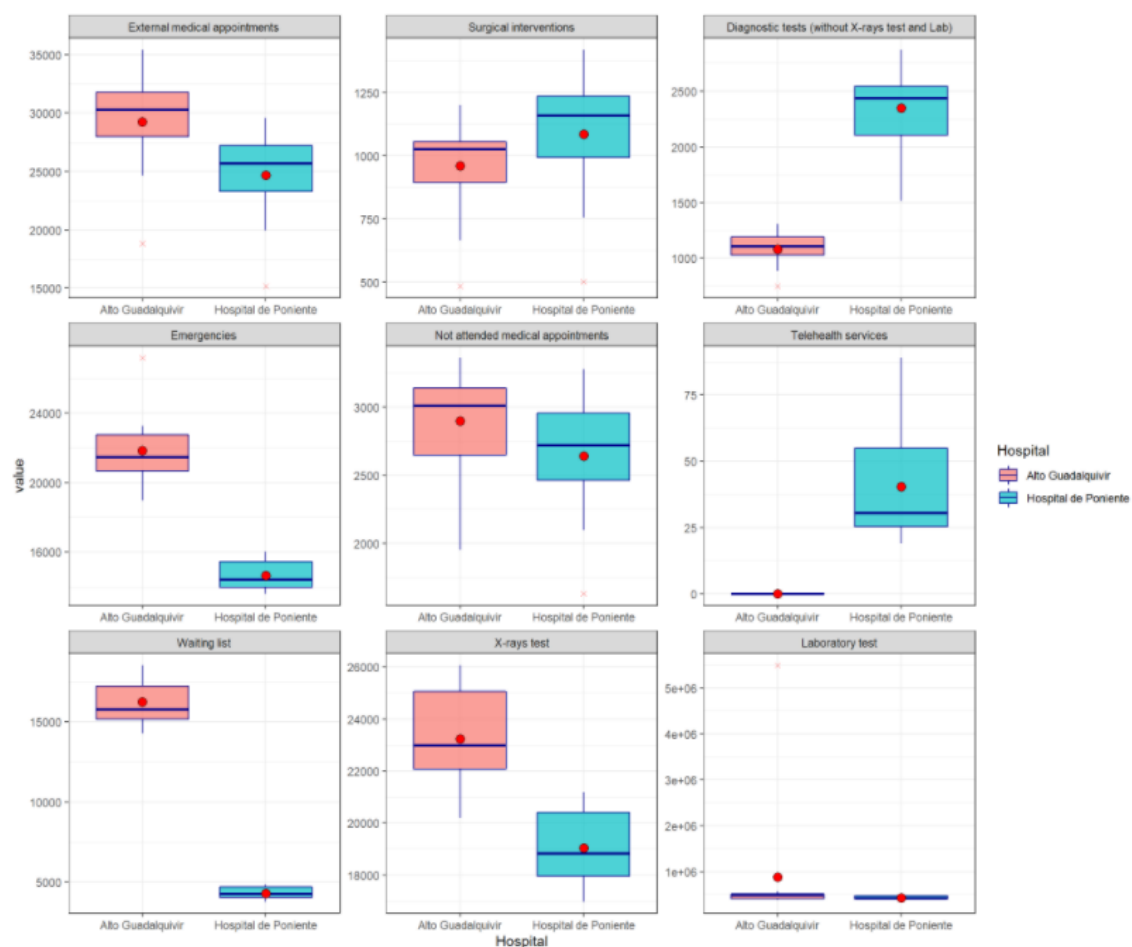 External medical appointments
Surgical interventions
Diagnostic tests (without X-rays test and Lab)
35000
30000
25000
20000
15000
1250
1000
750
500
2500
2000
1500
1000
Alto Guadalquivir
Hospital de Poniente
Alto Guadalquivir
Hospital de Poniente
Alto Guadalquivir
Hospital de Poniente
Emergencies
Not attended medical appointments
Telehealth services
value
24000
20000
16000
3000
2500
2000
75
50
25
0
Alto Guadalquivir
Hospital de Poniente
Alto Guadalquivir
Hospital de Poniente
Alto Guadalquivir
Hospital de Poniente
Hospital
Alto Guadalquivir
Hospital de Poniente
Waiting list
X-rays test
Laboratory test
15000
10000
5000
26000
24000
22000
20000
18000
5e+06
4e+06
3e+06
2e+06
1e+06
Alto Guadalquivir
Hospital de Poniente
Alto Guadalquivir
Hospital de Poniente
Alto Guadalquivir
Hospital de Poniente
Hospital